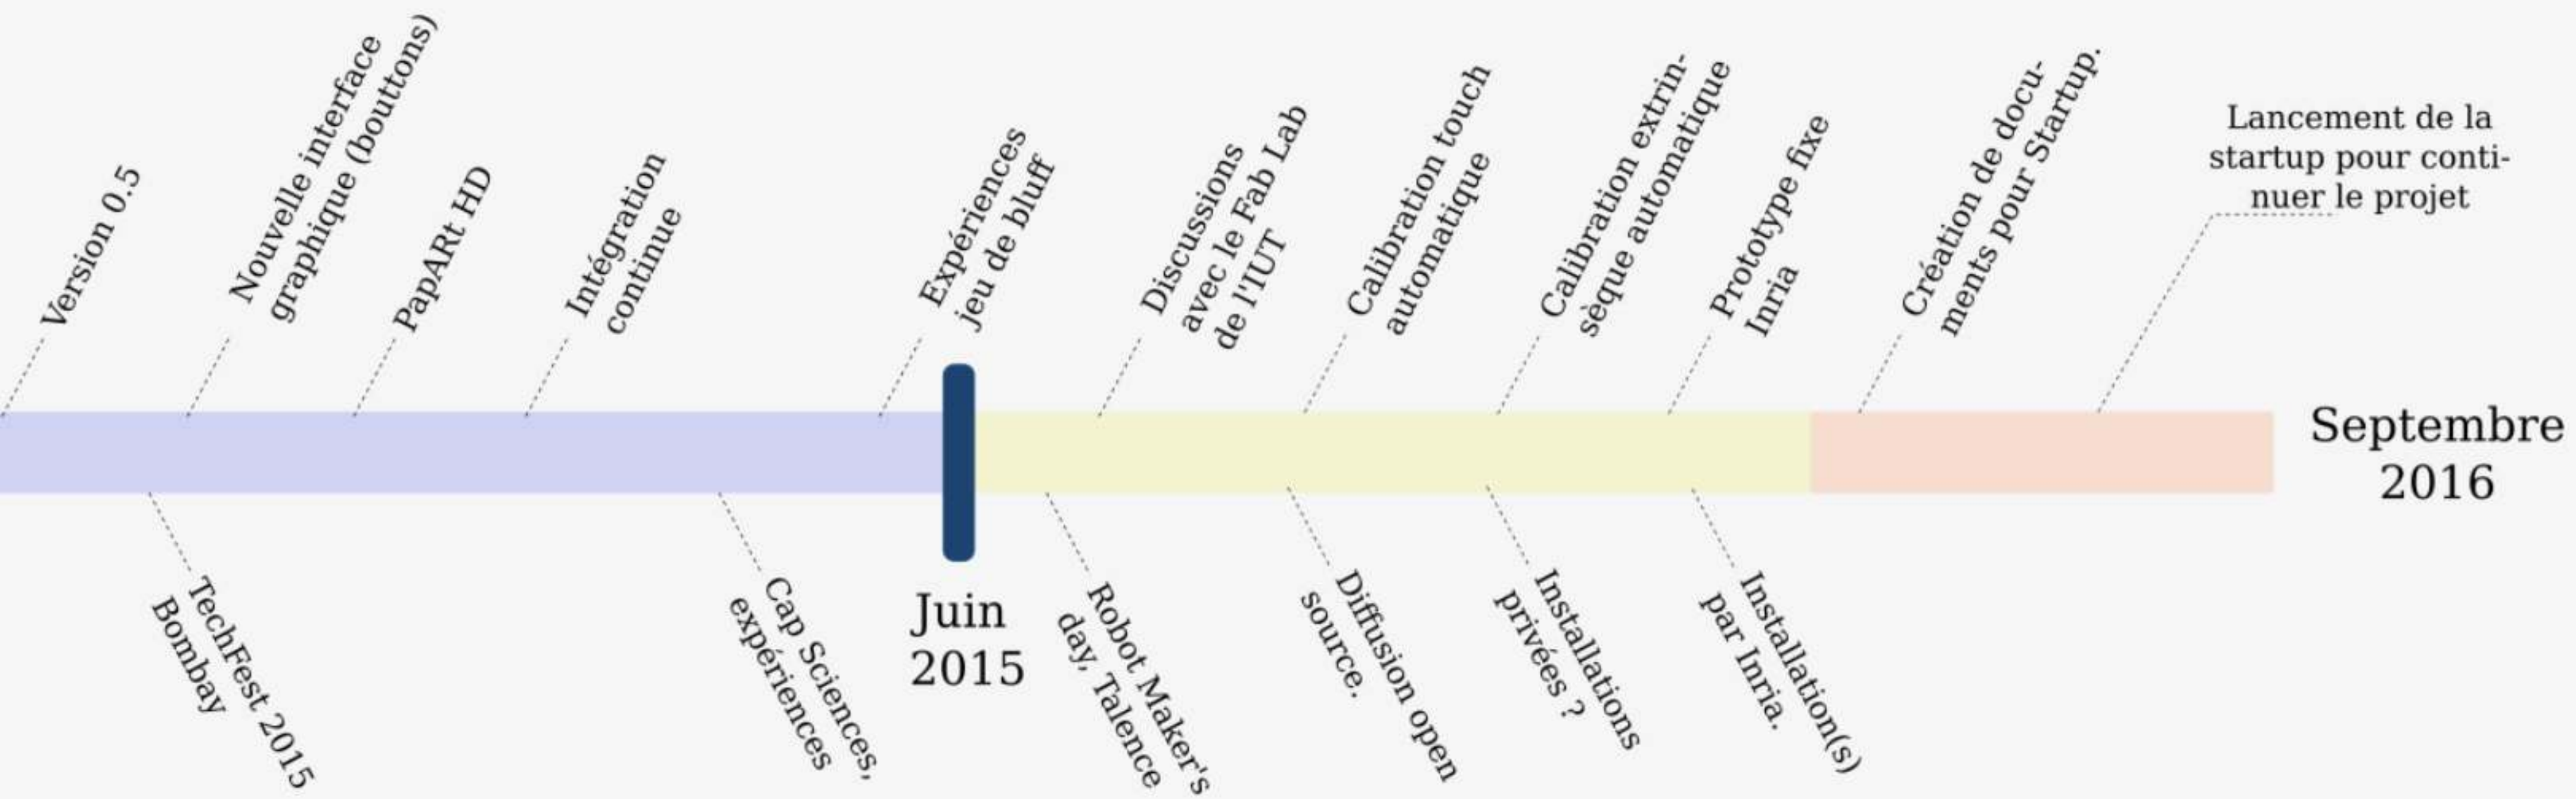 Version 0.5
Nouvelle interface
graphique (bouttons)
PapARt HD
Intégration
continue
Expériences
jeu de bluff
Discussions
avec le Fab Lab
de l'IUT
Calibration touch
automatique
Calibration extrin-
sèque automatique
Prototype fixe
Inria
Création de docu-
ments pour Startup.
Lancement de la
startup pour conti-
nuer le projet
Septembre
2016
TechFest 2015
Bombay
Cap Sciences,
expériences
Juin
2015
Robot Maker's
day, Talence
Diffusion open
source.
Installations
privées ?
Installation(s)
par Inria.